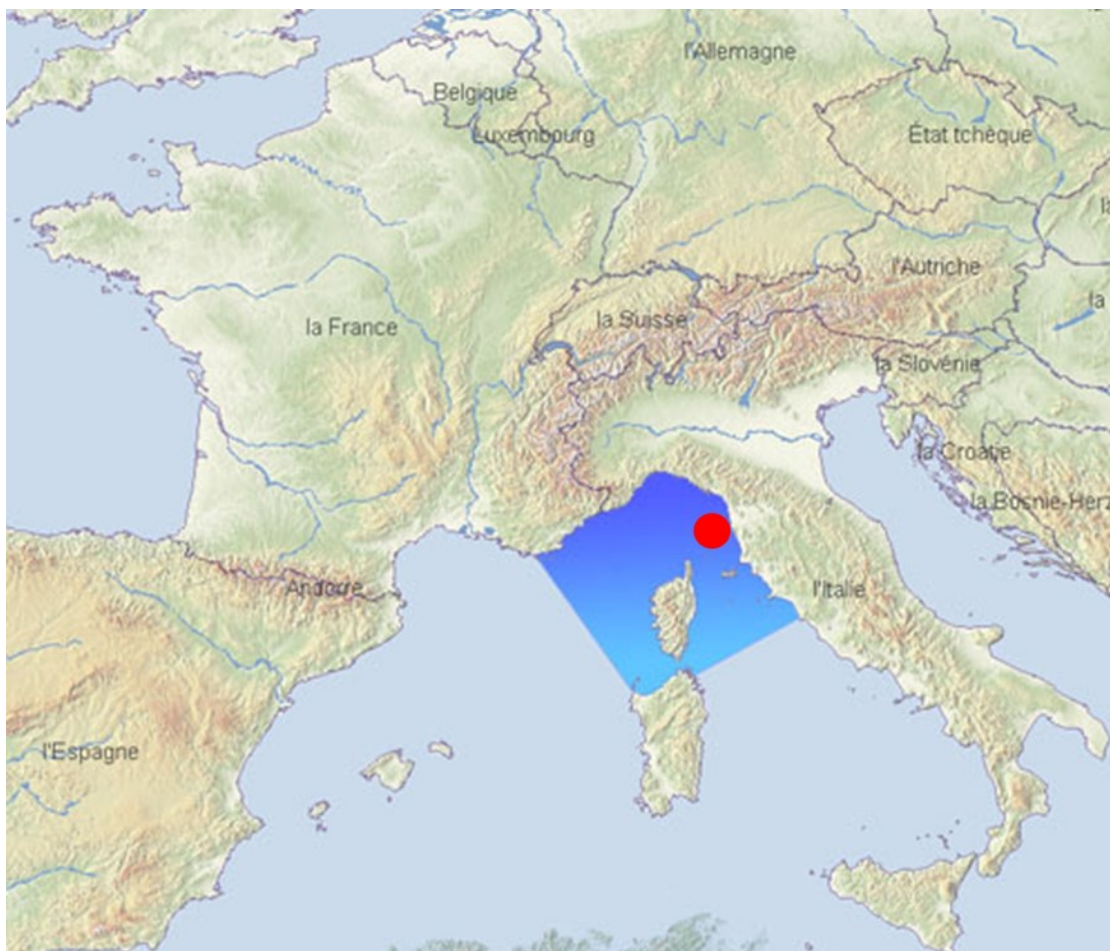 l'Allemagne
Belgique
Luxembourg
État tchèque
l'Autriche
la
la Suisse
la France
la Slovénie
la Croatie
la Bosnie-Herz
Andorre
l'Italie
l'Espagne